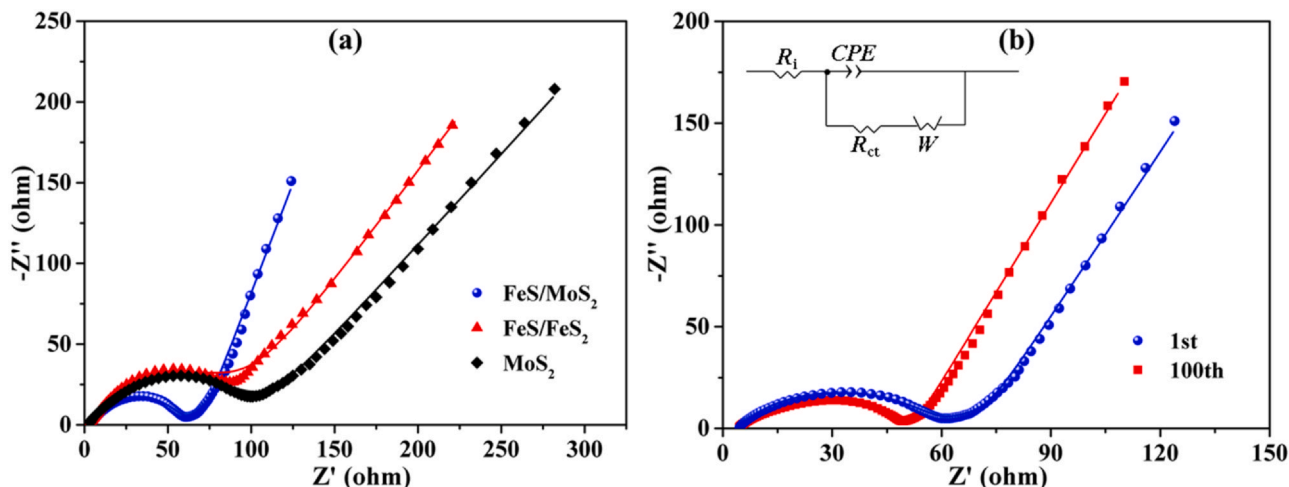 (a)
250
200
150
100
50
0
-Z'' (ohm)
FeS/MoS₂
FeS/FeS₂
MoS₂
0 50 100 150 200 250 300
Z' (ohm)
(b)
200
150
100
50
0
-Z'' (ohm)
Ri CPE
Rct W
1st
100th
0 30 60 90 120 150
Z' (ohm)